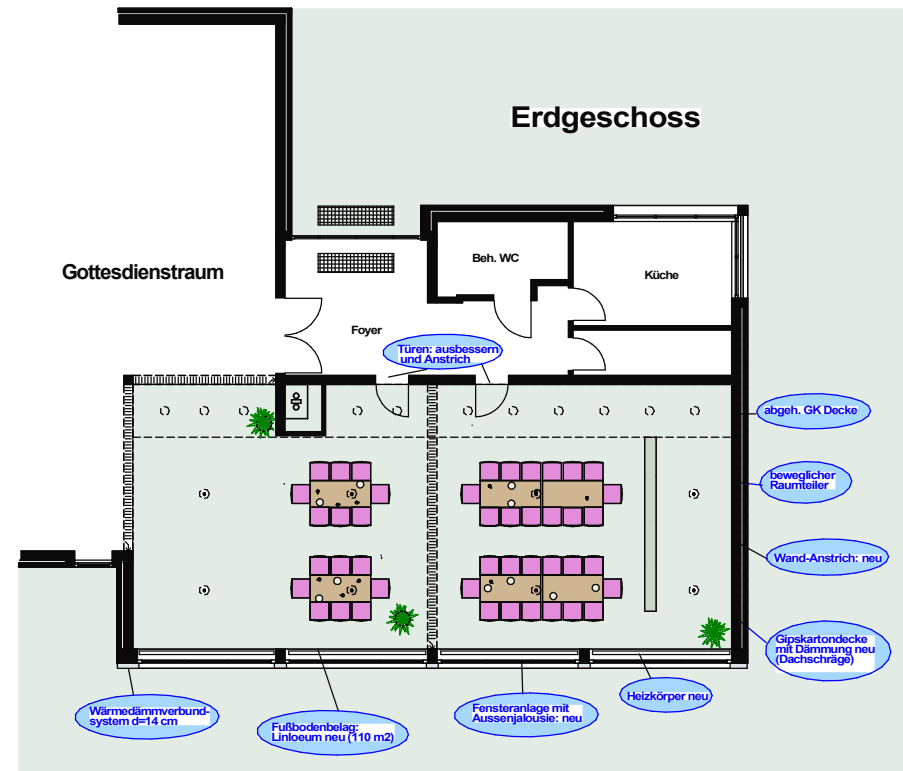 Erdgeschoss
Gottesdienstraum
Beh. WC
Küche
Foyer
Türen: ausbessern
und Anstrich
abgeh. GK Decke
beweglicher
Raumteiler
Wand-Anstrich: neu
Gipskartondecke
mit Dämmung neu
(Dachschräge)
Heizkörper neu
Fensteranlage mit
Aussenjalousie: neu
Fußbodenbelag:
Linloeum neu (110 m2)
Wärmedämmverbund-
system d=14 cm